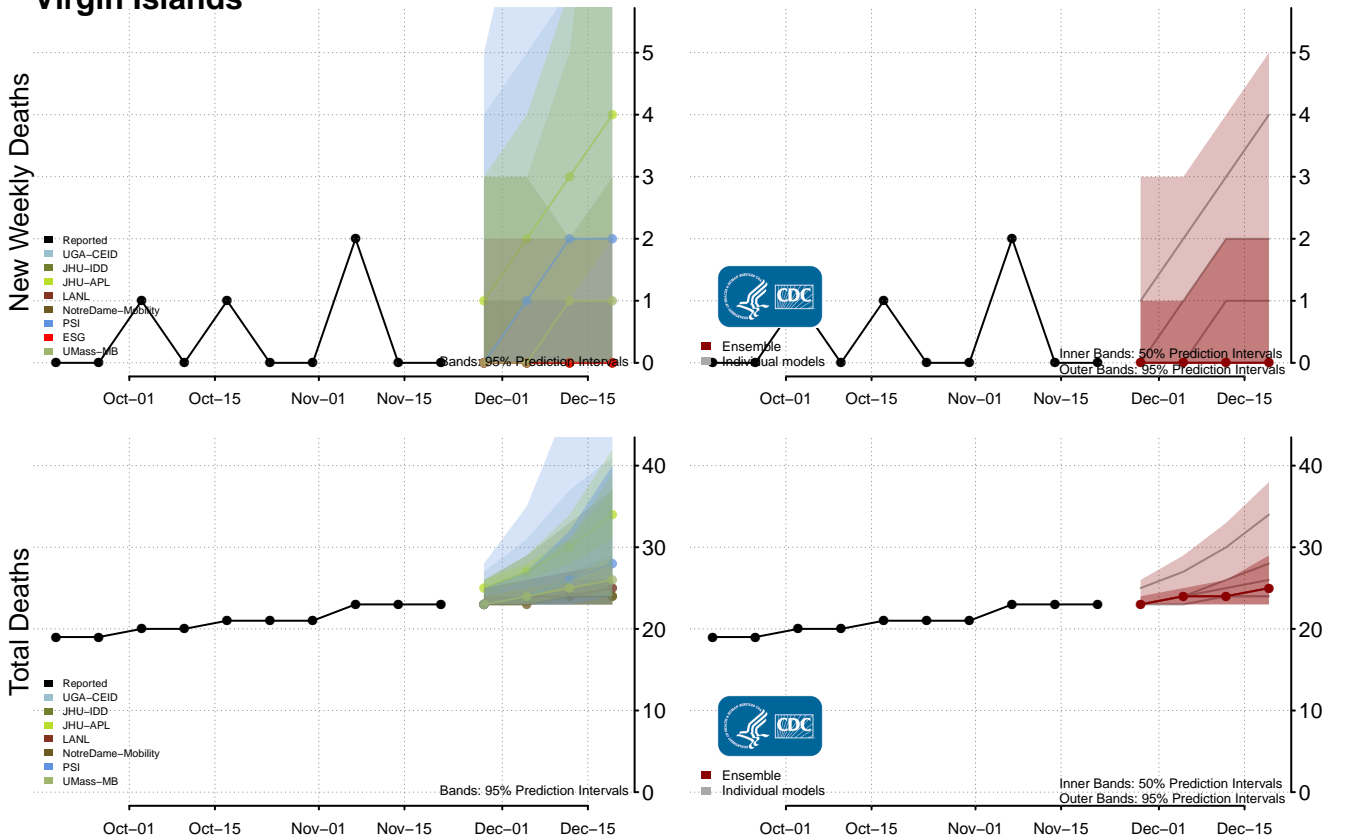 Virgin Islands
New Weekly Deaths
5
4
3
2
1
0
Reported
UGA−CEID
JHU−IDD
JHU−APL
LANL
NotreDame−Mobility
PSI
ESG
UMass−MB
Bands: 95% Prediction Intervals
Oct−01
Oct−15
Nov−01
Nov−15
Dec−01
Dec−15
5
4
3
2
1
0
CDC
Ensemble
Individual models
Inner Bands: 50% Prediction Intervals
Outer Bands: 95% Prediction Intervals
Oct−01
Oct−15
Nov−01
Nov−15
Dec−01
Dec−15
Total Deaths
40
30
20
10
0
Reported
UGA−CEID
JHU−IDD
JHU−APL
LANL
NotreDame−Mobility
PSI
UMass−MB
Bands: 95% Prediction Intervals
Oct−01
Oct−15
Nov−01
Nov−15
Dec−01
Dec−15
40
30
20
10
0
CDC
Ensemble
Individual models
Inner Bands: 50% Prediction Intervals
Outer Bands: 95% Prediction Intervals
Oct−01
Oct−15
Nov−01
Nov−15
Dec−01
Dec−15